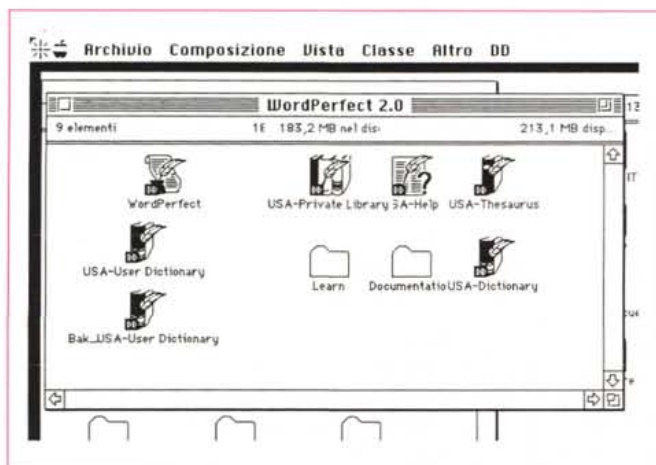 Archivio Composizione Vista Classe Altro DD
WordPerfect 2.0
9 elementi 183,2 MB nel dis 213,1 MB disp...
WordPerfect USA-Private Library SA-Help USA-Thesaurus
USA-User Dictionary Learn Documentatio USA-Dictionary
Bak_USA-User Dictionary